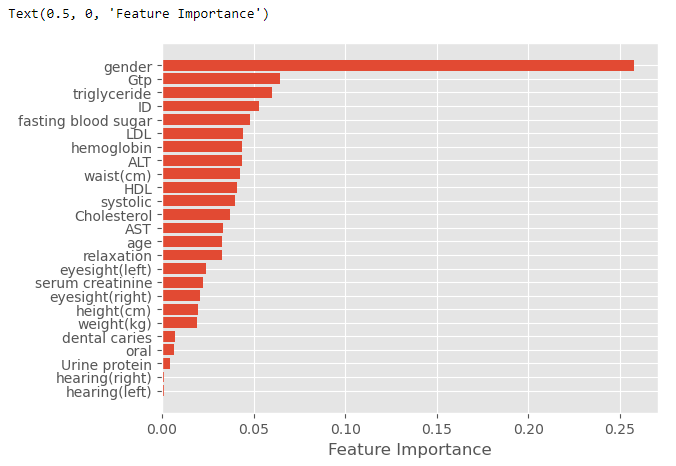 Text(0.5, 0, 'Feature Importance')
gender
Gtp
triglyceride
ID
fasting blood sugar
LDL
hemoglobin
ALT
waist(cm)
HDL
systolic
Cholesterol
AST
age
relaxation
eyesight(left)
serum creatinine
eyesight(right)
height(cm)
weight(kg)
dental caries
oral
Urine protein
hearing(right)
hearing(left)
0.00 0.05 0.10 0.15 0.20 0.25
Feature Importance